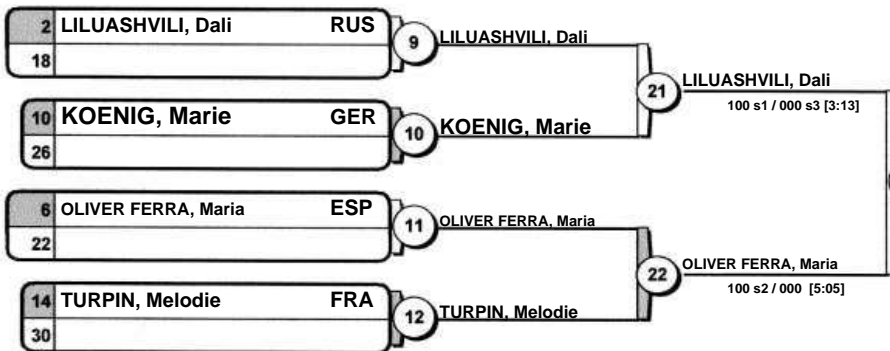 2 LILUASHVILI, Dali RUS
18
9 LILUASHVILI, Dali
10 KOENIG, Marie GER
26
10 KOENIG, Marie
21 LILUASHVILI, Dali
100 s1 / 000 s3 [3:13]
6 OLIVER FERRA, Maria ESP
22
11 OLIVER FERRA, Maria
14 TURPIN, Melodie FRA
30
12 TURPIN, Melodie
22 OLIVER FERRA, Maria
100 s2 / 000 [5:05]